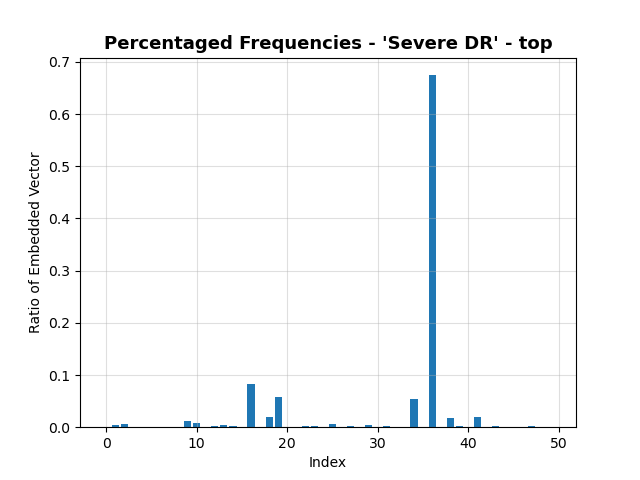 Percentaged Frequencies - 'Severe DR' - top
Ratio of Embedded Vector
0.7
0.6
0.5
0.4
0.3
0.2
0.1
0.0
0 10 20 30 40 50
Index